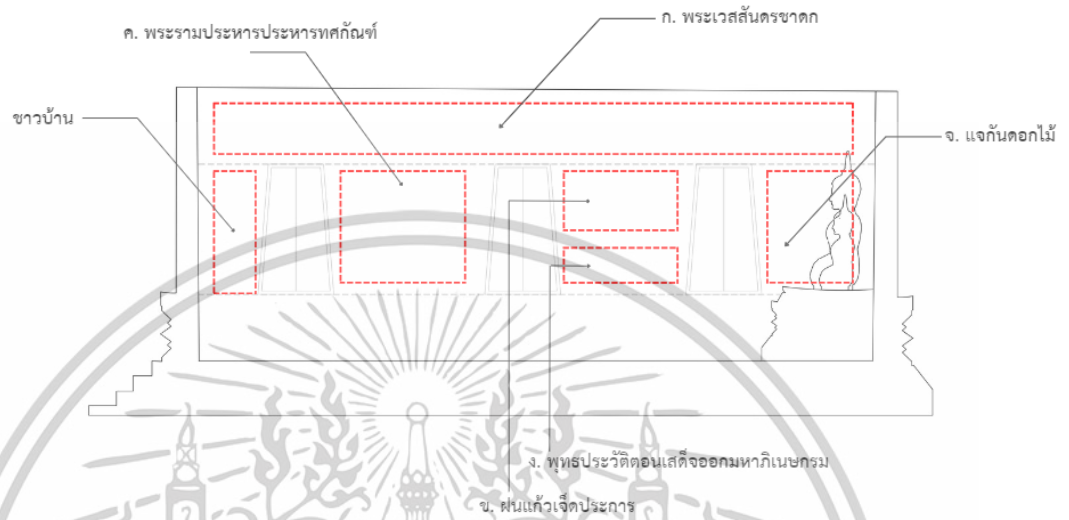 ก. พระเวสสันดรชาดก
ค. พระรามประหารประหารทศกัณฑ์
ชาวบ้าน
จ. แจกันดอกไม้
ง. พุทธประวัติตอนเสด็จออกมหาภิเนษกรม
ข. ฝนแก้วเจ็ดประการ